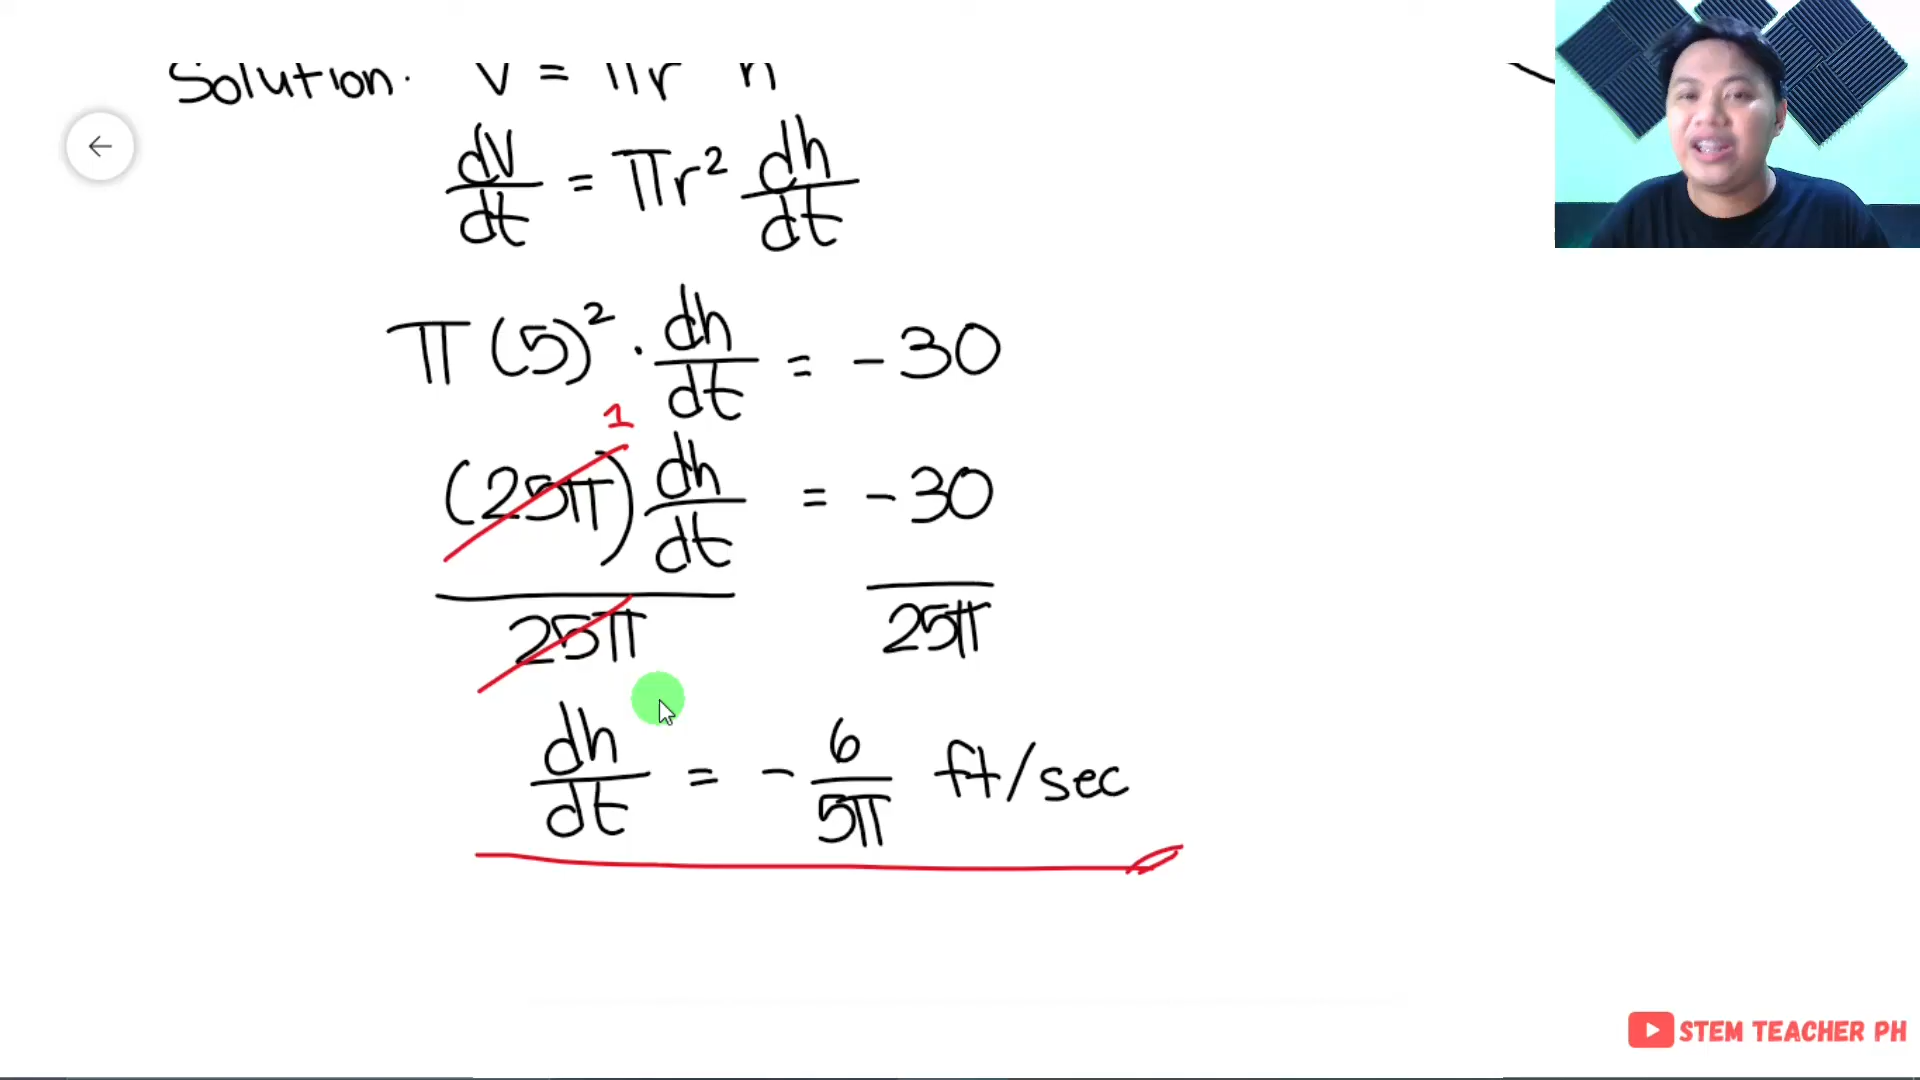 Solution. V = πr h
dV/dt = πr² dh/dt
π(5)² · dh/dt = -30
1
(25π) dh/dt = -30
25π 25π
dh/dt = - 6/5π ft/sec
STEM TEACHER PH